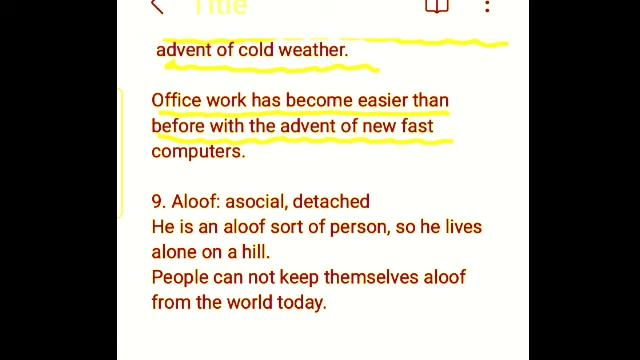 Title
advent of cold weather.
Office work has become easier than
before with the advent of new fast
computers.
9. Aloof: asocial, detached
He is an aloof sort of person, so he lives
alone on a hill.
People can not keep themselves aloof
from the world today.